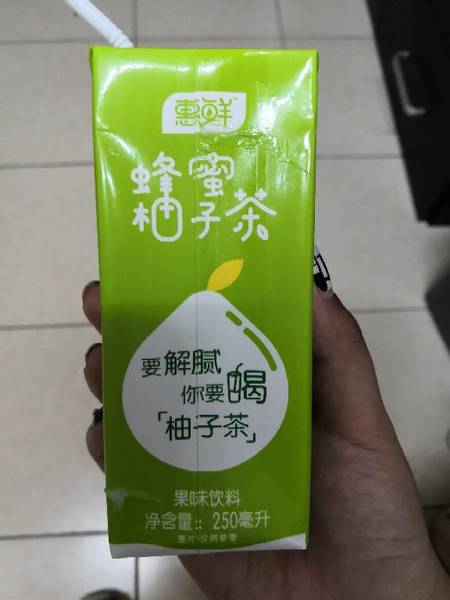 惠鲜
蜂蜜
柚子茶
要解腻
你要喝
「柚子茶」
果味饮料
净含量: 250毫升
图片仅供参考